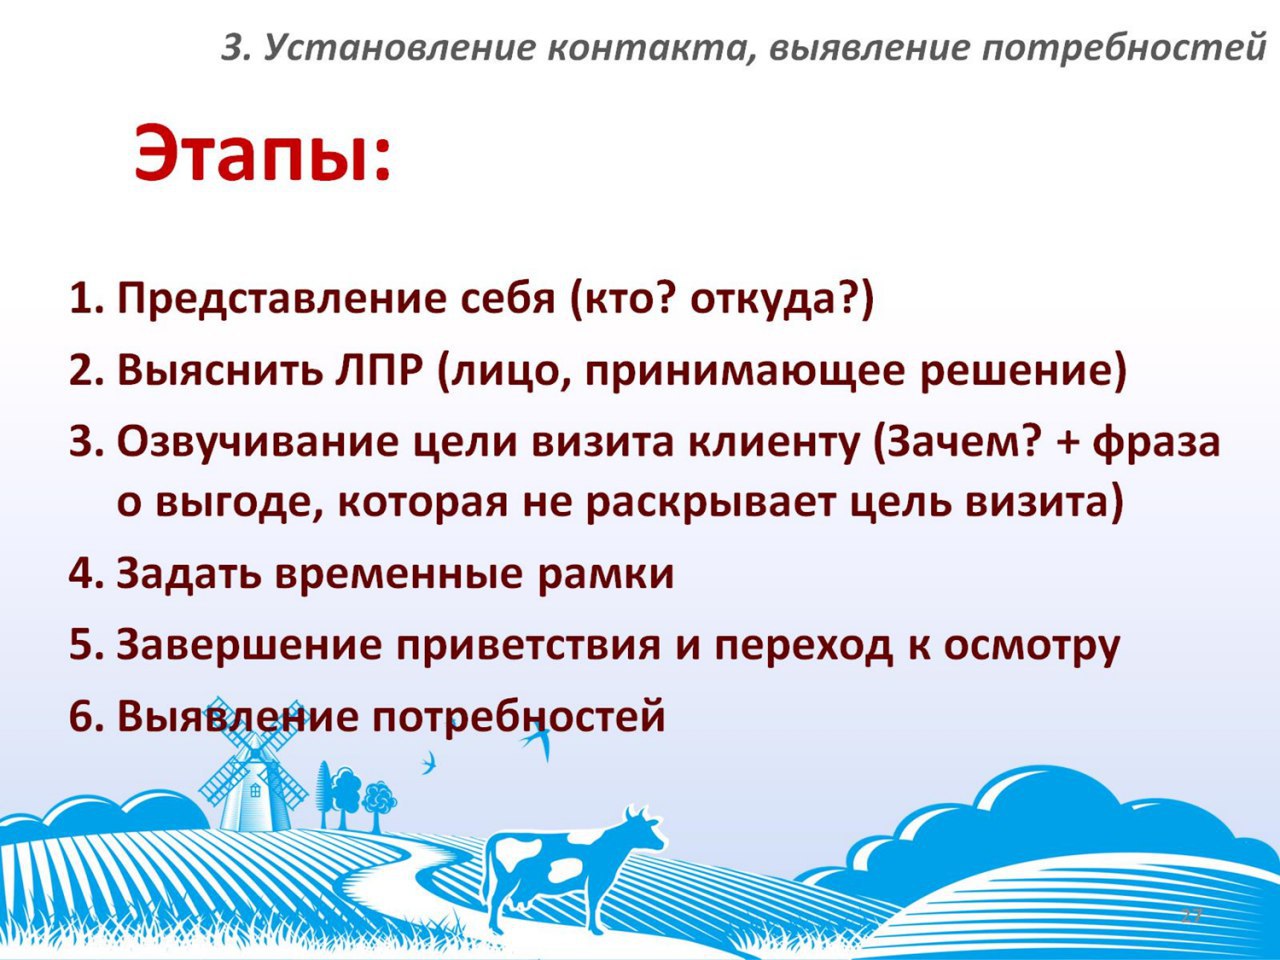 3. Установление контакта, выявление потребностей
Этапы:
1. Представление себя (кто? откуда?)
2. Выяснить ЛПР (лицо, принимающее решение)
3. Озвучивание цели визита клиенту (Зачем? + фраза
о выгоде, которая не раскрывает цель визита)
4. Задать временные рамки
5. Завершение приветствия и переход к осмотру
6. Выявление потребностей